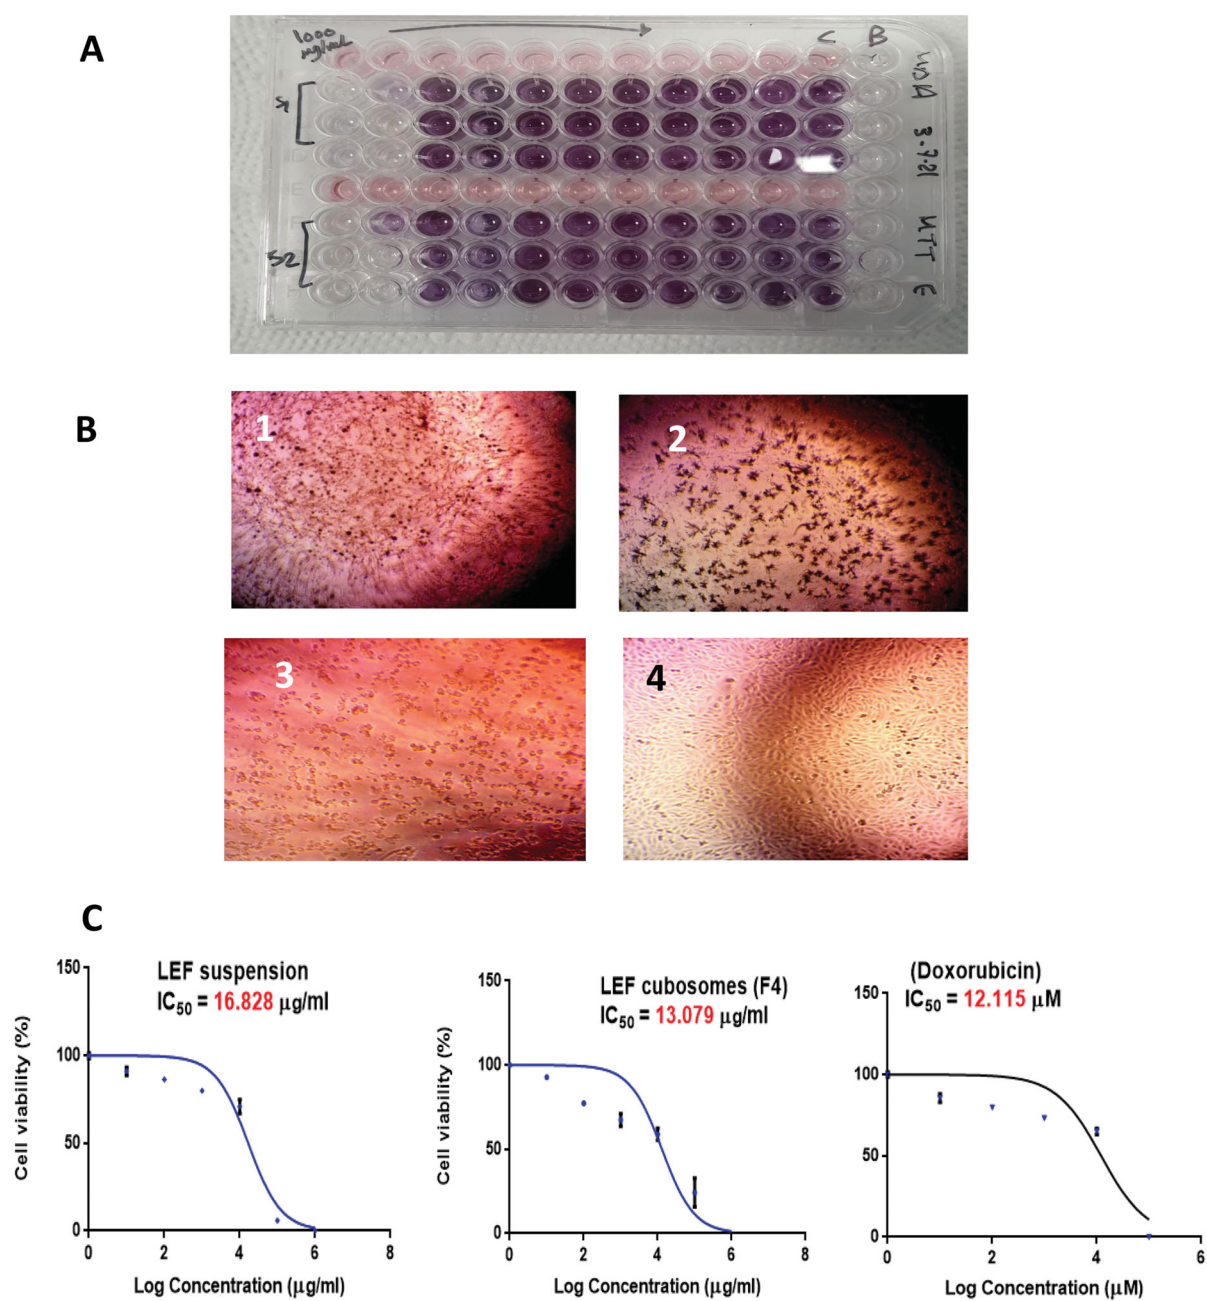 A
1000
µg/mL
C
B
3.7.21
MTT
E
S2
B
1
2
3
4
C
LEF suspension
IC50 = 16.828 µg/ml
150
100
50
0
Cell viability (%)
0 2 4 6 8
Log Concentration (µg/ml)
LEF cubosomes (F4)
IC50 = 13.079 µg/ml
150
100
50
0
Cell viability (%)
0 2 4 6 8
Log Concentration (µg/ml)
(Doxorubicin)
IC50 = 12.115 µM
150
100
50
0
0 2 4 6
Log Concentration (µM)